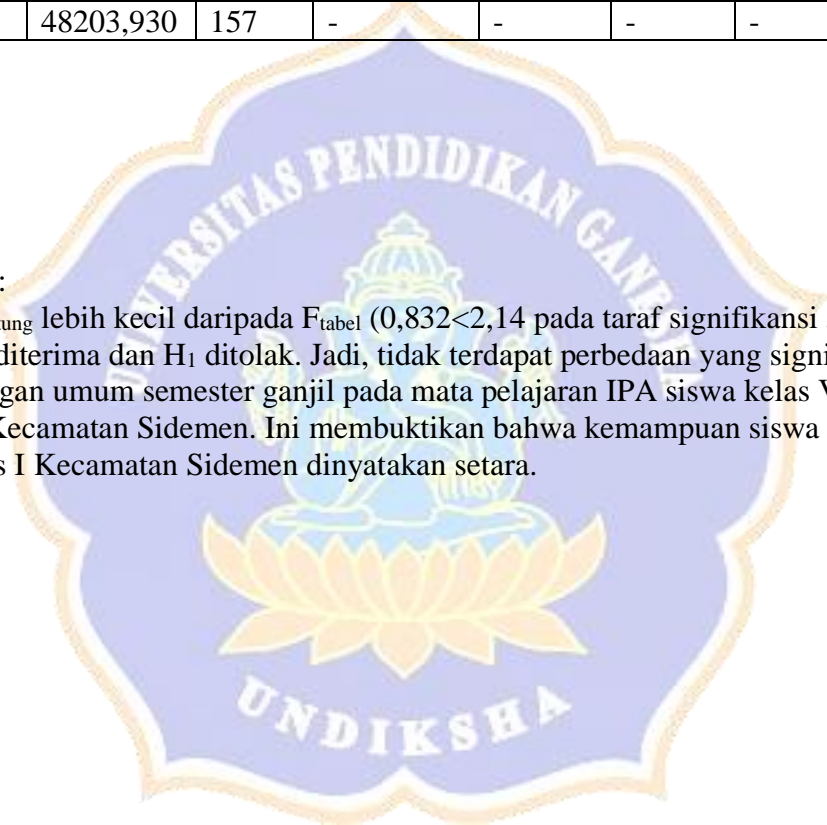 48203,930 157 - - - -
UNIVERSITAS PENDIDIKAN GANESHA
:
tung lebih kecil daripada Ftabel (0,832<2,14 pada taraf signifikansi
diterima dan H1 ditolak. Jadi, tidak terdapat perbedaan yang signi
gan umum semester ganjil pada mata pelajaran IPA siswa kelas V
Kecamatan Sidemen. Ini membuktikan bahwa kemampuan siswa
s I Kecamatan Sidemen dinyatakan setara.
UNDIKSHA